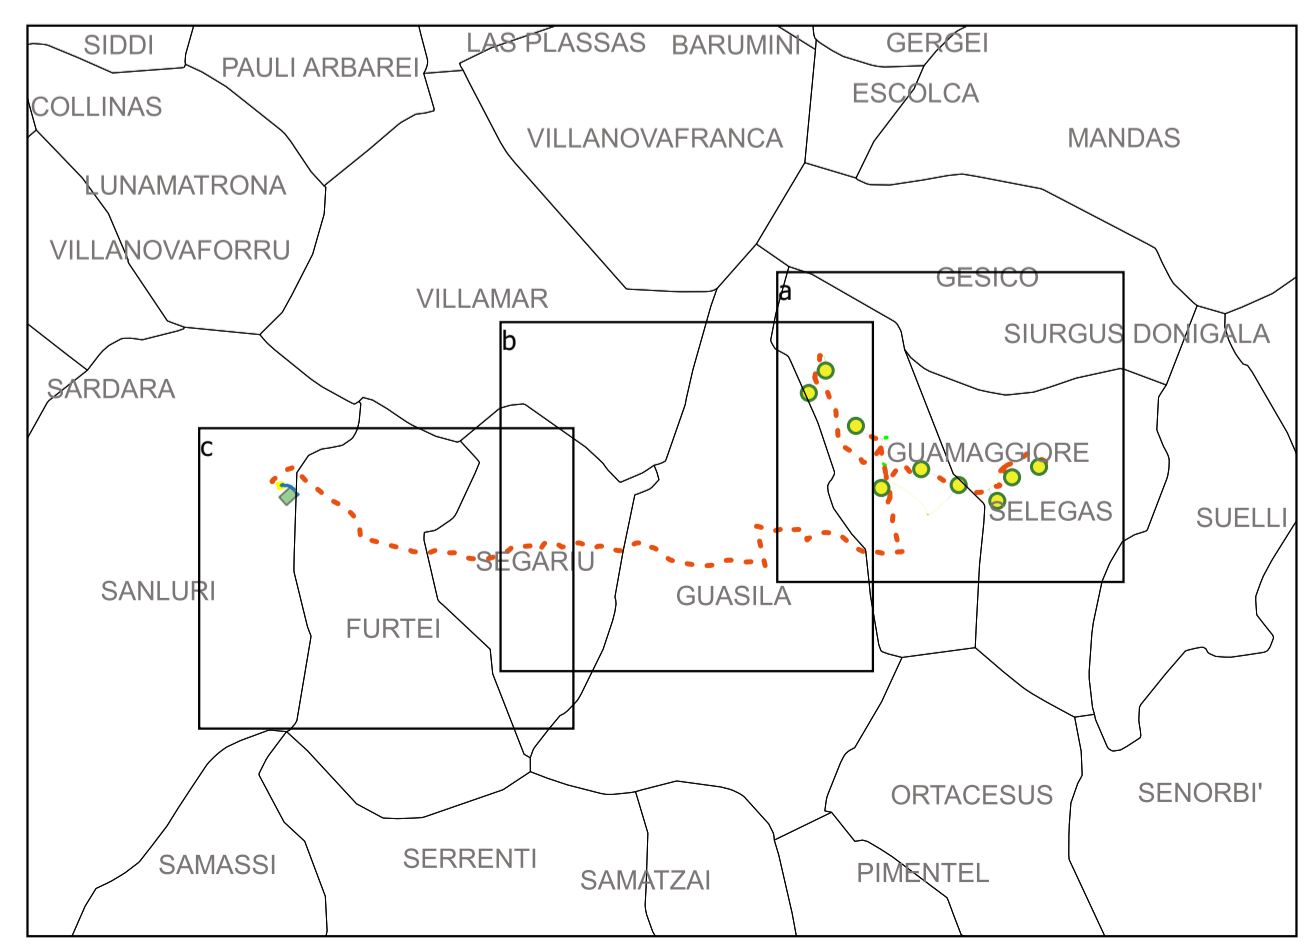 SIDDI
LAS PLASSAS
BARUMINI
GERGEI
PAULI ARBAREI
COLLINAS
ESCOLCA
VILLANOVAFRANCA
MANDAS
LUNAMATRONA
VILLANOVAFORRU
GESICO
a
VILLAMAR
SIURGUS DONIGALA
b
SARDARA
c
GUAMAGGIORE
SELEGAS
SUELLI
SEGARIU
SANLURI
GUASILA
FURTEI
ORTACESUS
SENORBI'
SERRENTI
SAMASSI
PIMENTEL
SAMATZAI